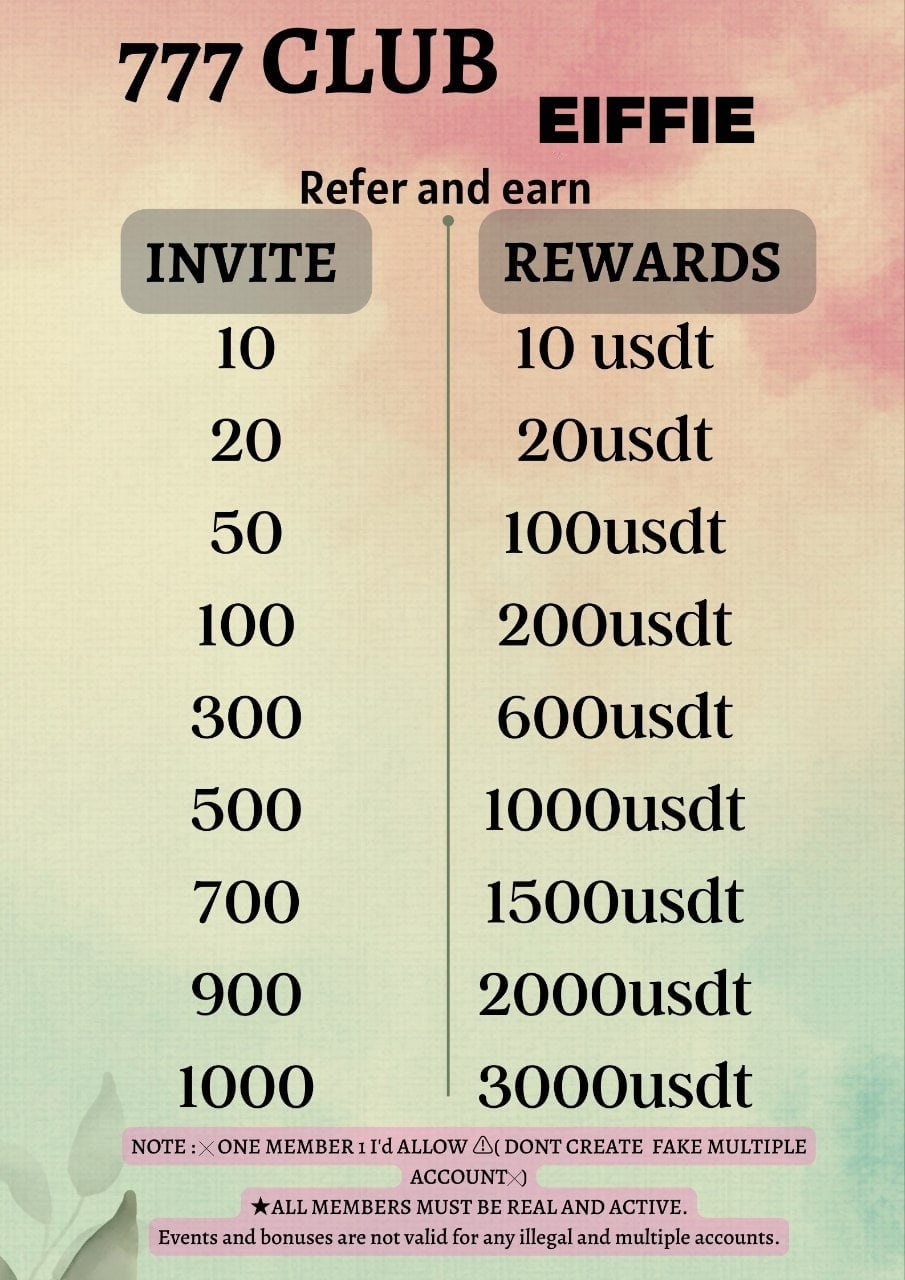 777 CLUB
EIFFIE
Refer and earn
INVITE REWARDS
10 10 usdt
20 20usdt
50 100usdt
100 200usdt
300 600usdt
500 1000usdt
700 1500usdt
900 2000usdt
1000 3000usdt
NOTE :╳ ONE MEMBER 1 I'd ALLOW ⚠( DONT CREATE FAKE MULTIPLE
ACCOUNT╳)
★ALL MEMBERS MUST BE REAL AND ACTIVE.
Events and bonuses are not valid for any illegal and multiple accounts.